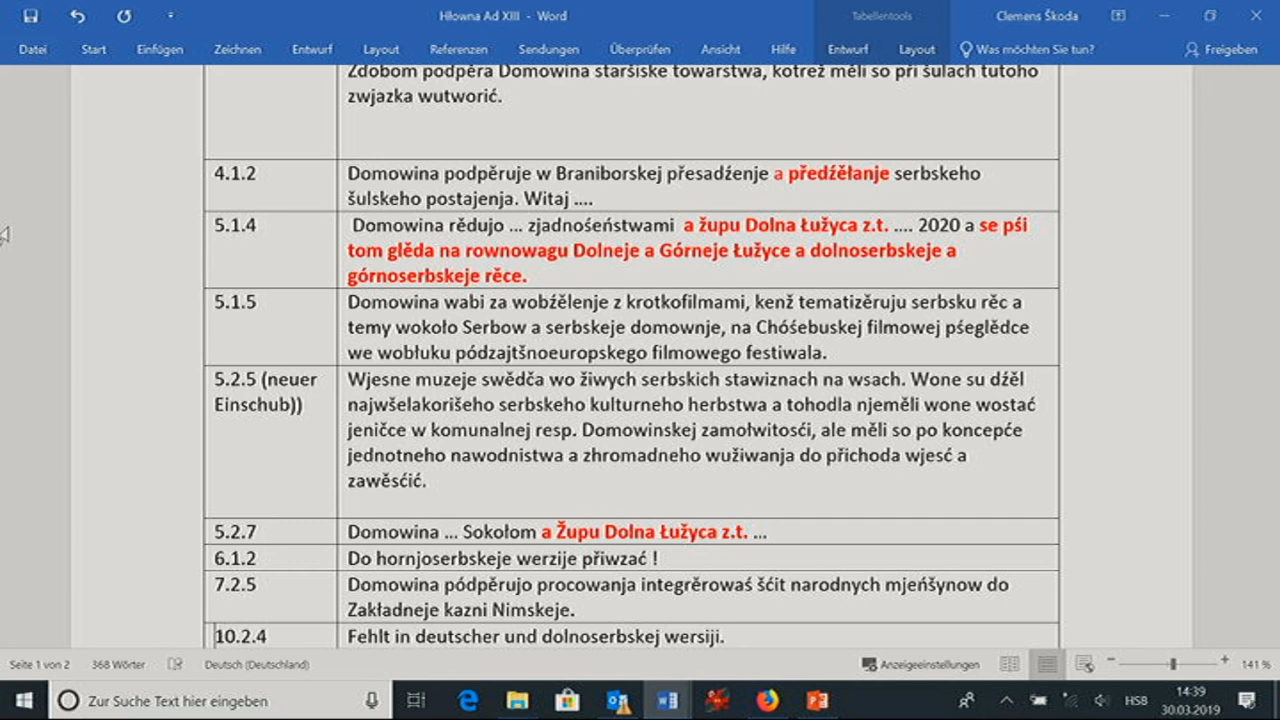 Hłowna Ad XIII - Word
Tabellentools
Clemens Škoda
Datei Start Einfügen Zeichnen Entwurf Layout Referenzen Sendungen Überprüfen Ansicht Hilfe Entwurf Layout Was möchten Sie tun? Freigeben
Zdobom podpěra Domowina staršiske towarstwa, kotrež měli so při šulach tutoho
zwjazka wutworić.
4.1.2 Domowina podpěruje w Braniborskej přesadźenje a předźěłanje serbskeho
šulskeho postajenja. Witaj ....
5.1.4 Domowina rědujo ... zjadnośeństwami a župu Dolna Łužyca z.t. .... 2020 a se pśi
tom glěda na rownowagu Dolneje a Górneje Łužyce a dolnoserbskeje a
górnoserbskeje rěce.
5.1.5 Domowina wabi za wobźělenje z krotkofilmami, kenž tematizěruju serbsku rěc a
temy wokoło Serbow a serbskeje domownje, na Chóśebuskej filmowej pśeglědce
we wobłuku pódzajtšnoeuropskego filmowego festiwala.
5.2.5 (neuer Wjesne muzeje swědča wo žiwych serbskich stawiznach na wsach. Wone su dźěl
Einschub)) najwšelakorišeho serbskeho kulturneho herbstwa a tohodla njeměli wone wostać
jeničce w komunalnej resp. Domowinskej zamołwitosći, ale měli so po koncepće
jednotneho nawodnistwa a zhromadneho wužiwanja do přichoda wjesć a
zawěsćić.
5.2.7 Domowina ... Sokołom a Župu Dolna Łužyca z.t. ...
6.1.2 Do hornjoserbskeje werzije přiwzać !
7.2.5 Domowina pódpěrujo procowanja integrěrowaś šćit narodnych mjeńšynow do
Zakładneje kazni Nimskeje.
10.2.4 Fehlt in deutscher und dolnoserbskej wersiji.
Seite 1 von 2 368 Wörter Deutsch (Deutschland) Anzeigeeinstellungen 141 %
Zur Suche Text hier eingeben HSB 14:39
30.03.2019